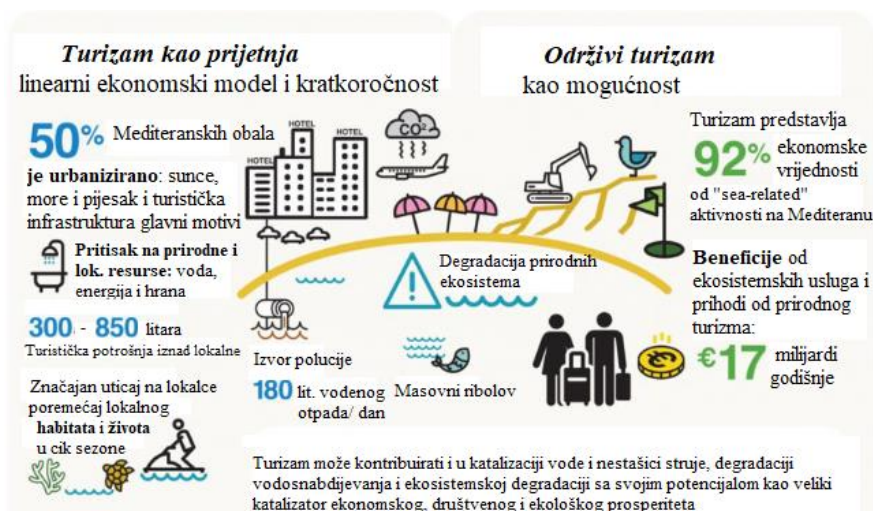 Turizam kao prijetnja
linearni ekonomski model i kratkoročnost
50% Mediteranskih obala
je urbanizirano: sunce,
more i pijesak i turistička
infrastruktura glavni motivi
Pritisak na prirodne i
lok. resurse: voda,
energija i hrana
300 - 850 litara
Turistička potrošnja iznad lokalne
Značajan uticaj na lokalce
poremećaj lokalnog
habitata i života
u cik sezone
HOTEL
HOTEL
HOTEL
CO2
Degradacija prirodnih
ekosistema
Izvor polucije
180 lit. vodenog
otpada/ dan
Masovni ribolov
Održivi turizam
kao mogućnost
Turizam predstavlja
92% ekonomske
vrijednosti
od "sea-related"
aktivnosti na Mediteranu
Beneficije od
ekosistemskih usluga i
prihodi od prirodnog
turizma:
€17 milijardi
godišnje
Turizam može kontribuirati i u katalizaciji vode i nestašici struje, degradaciji
vodosnabdijevanja i ekosistemskoj degradaciji sa svojim potencijalom kao veliki
katalizator ekonomskog, društvenog i ekološkog prosperiteta